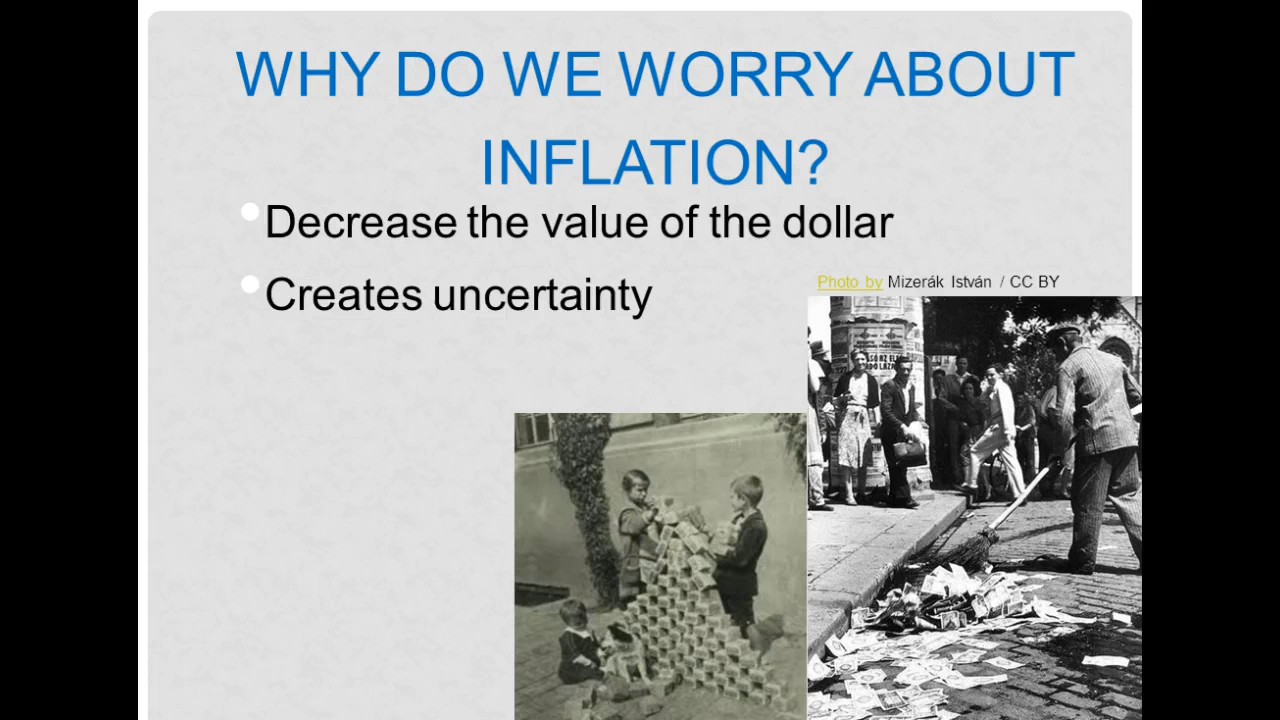 WHY DO WE WORRY ABOUT
INFLATION?
Decrease the value of the dollar
Creates uncertainty
Photo by Mizerák István / CC BY